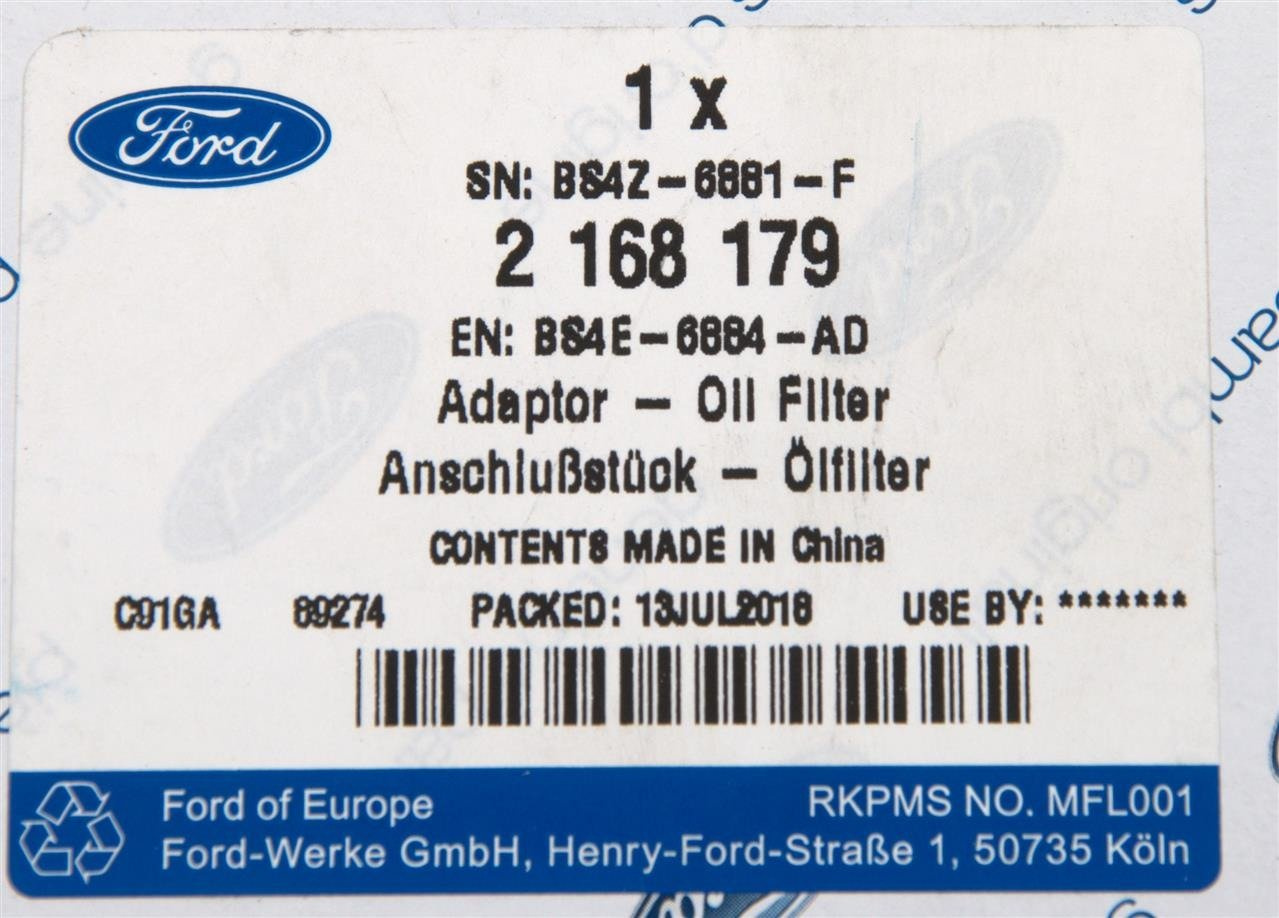 Ford
1 x
SN: BS4Z-6881-F
2 168 179
EN: BS4E-6884-AD
Adaptor - Oil Filter
Anschlußstück - Ölfilter
CONTENTS MADE IN China
C91GA 89274 PACKED: 13JUL2018 USE BY: *******
Ford of Europe RKPMS NO. MFL001
Ford-Werke GmbH, Henry-Ford-Straße 1, 50735 Köln